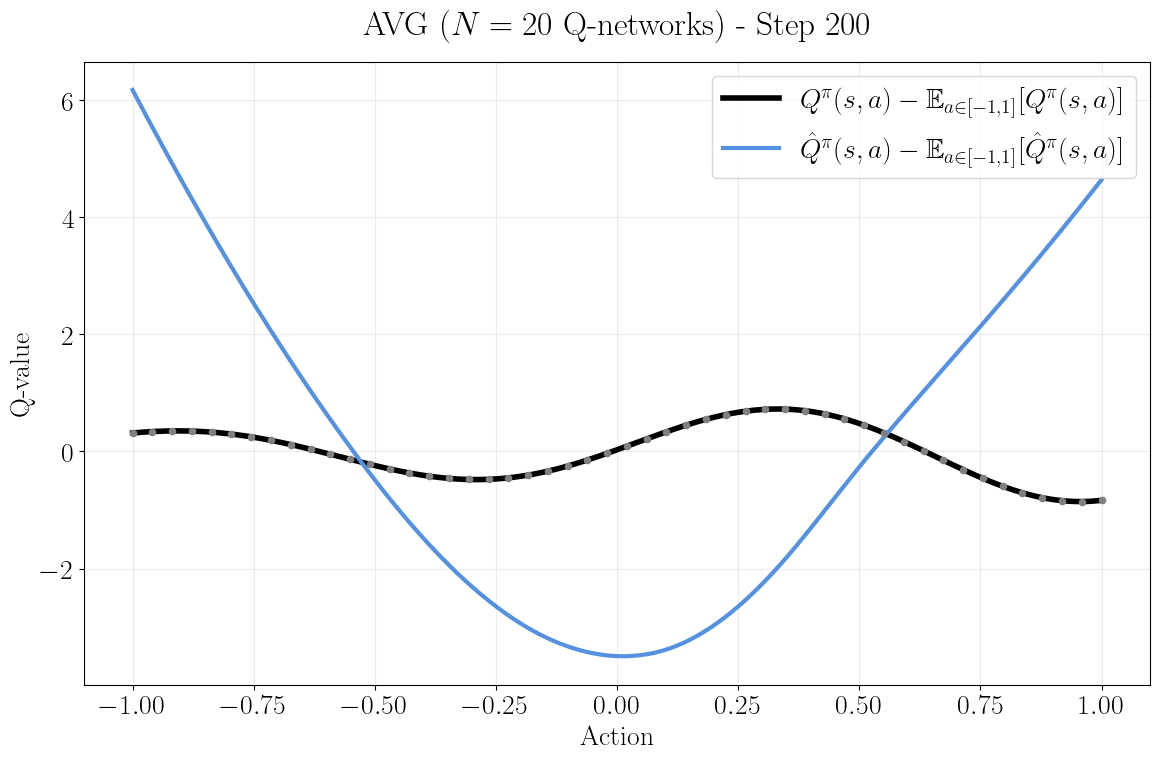 AVG (N = 20 Q-networks) - Step 200
Q^π(s, a) − 𝔼_{a∈[−1,1]}[Q^π(s, a)]
Q̂^π(s, a) − 𝔼_{a∈[−1,1]}[Q̂^π(s, a)]
Q-value
6
4
2
0
−2
−1.00 −0.75 −0.50 −0.25 0.00 0.25 0.50 0.75 1.00
Action